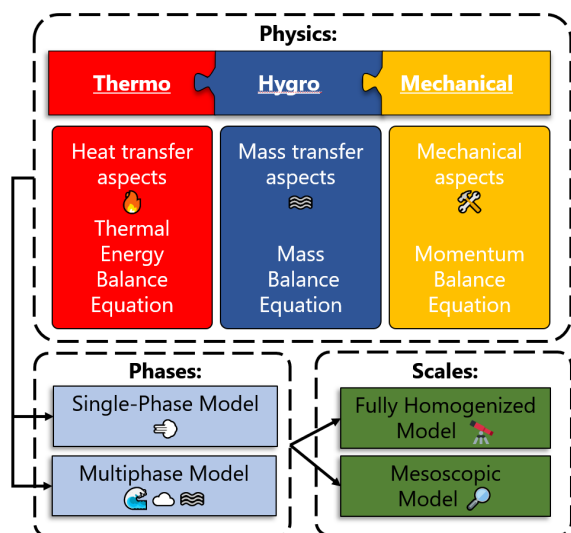 Physics:
Thermo
Hygro
Mechanical
Heat transfer
aspects
Thermal
Energy
Balance
Equation
Mass transfer
aspects
Mass
Balance
Equation
Mechanical
aspects
Momentum
Balance
Equation
Phases:
Single-Phase Model
Multiphase Model
Scales:
Fully Homogenized
Model
Mesoscopic
Model